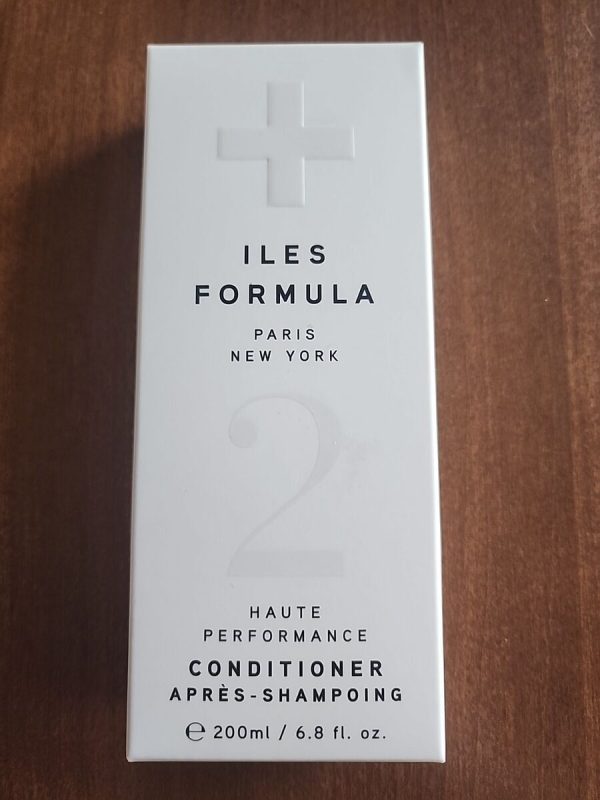 ILES
FORMULA
PARIS
NEW YORK
2
HAUTE
PERFORMANCE
CONDITIONER
APRÈS-SHAMPOING
℮ 200ml / 6.8 fl. oz.